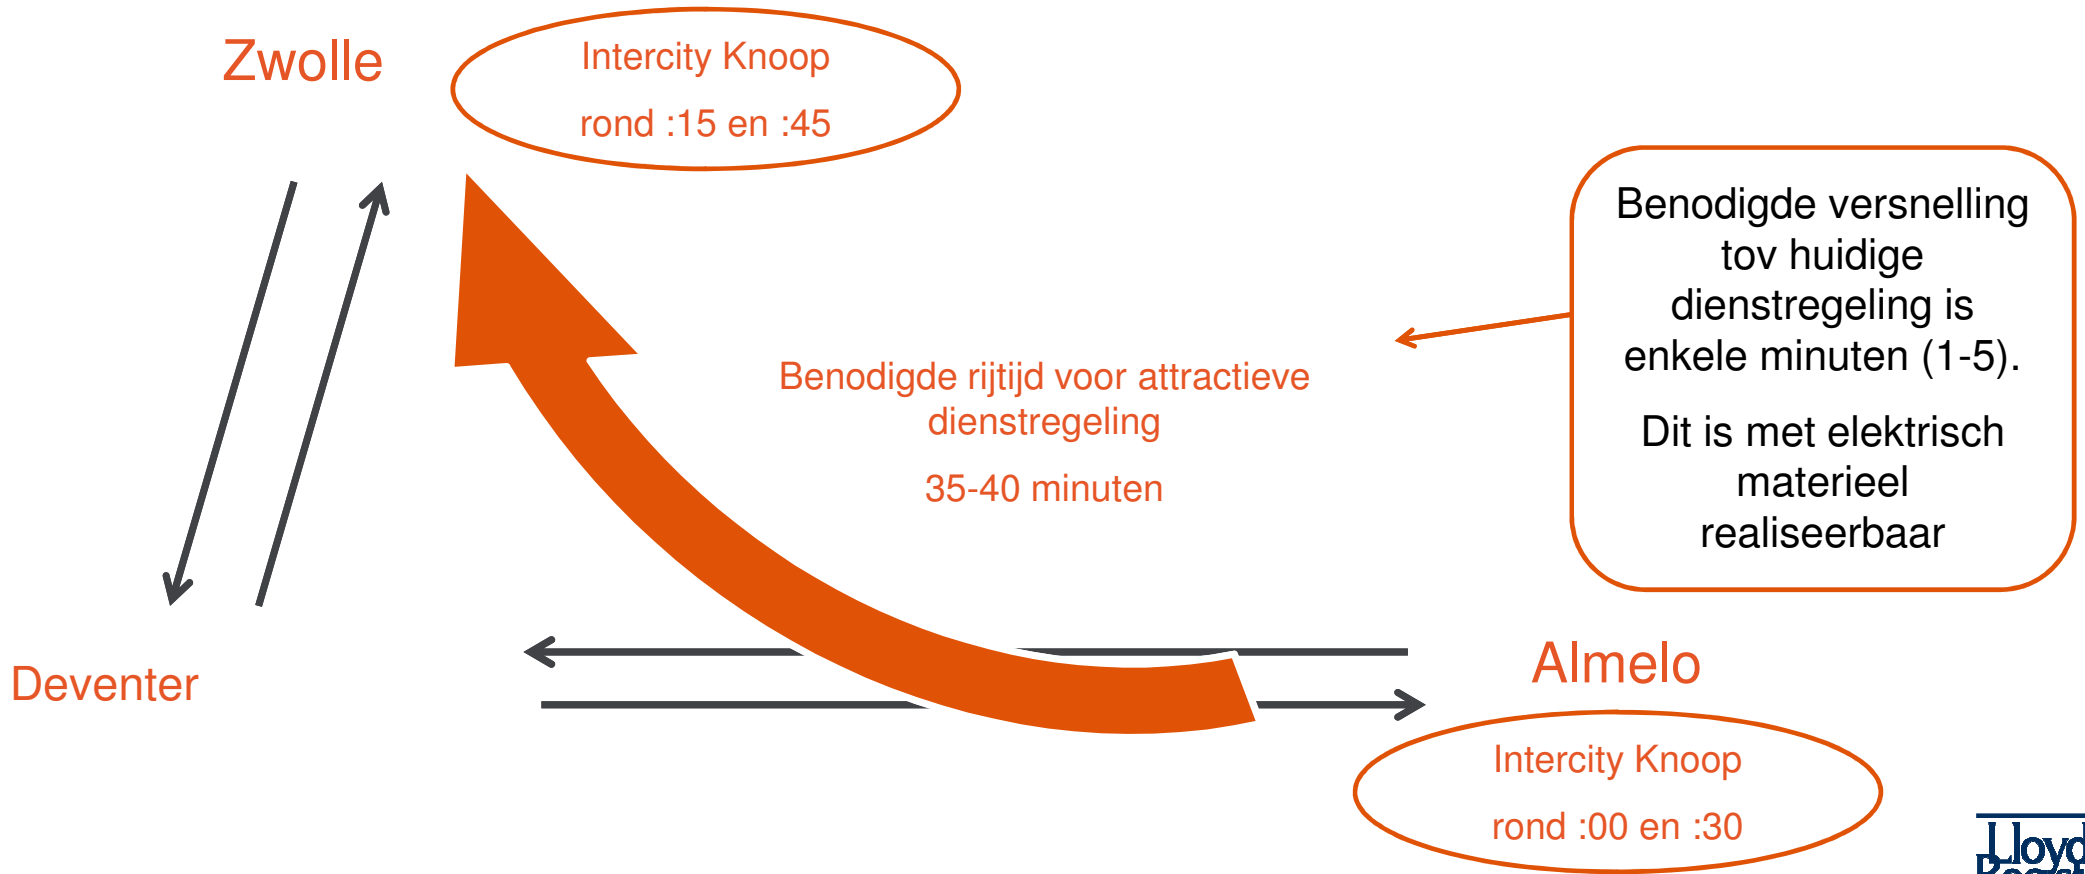 Zwolle
Intercity Knoop
rond :15 en :45
Benodigde versnelling
tov huidige
dienstregeling is
enkele minuten (1-5).
Dit is met elektrisch
materieel
realiseerbaar
Benodigde rijtijd voor attractieve
dienstregeling
35-40 minuten
Deventer
Almelo
Intercity Knoop
rond :00 en :30
Lloyd